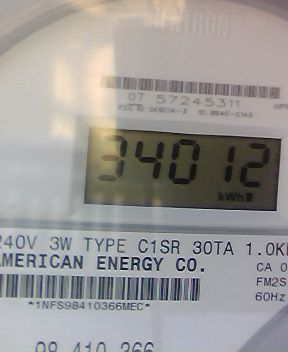 CENTRON
07 57245311
34012
kWh
240V 3W TYPE C1SR 30TA 1.0K
AMERICAN ENERGY CO.
CA 0
FM2S
60Hz
*1NFS98410366MEC*
98 410 366